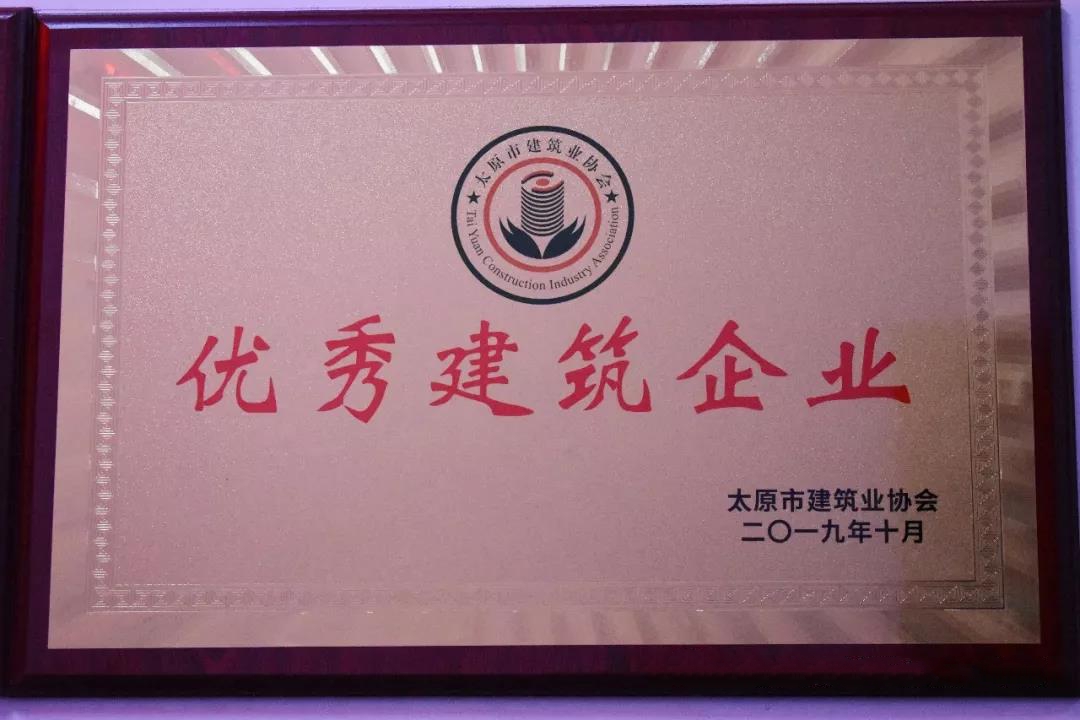 太原市建筑业协会
Tai Yuan Construction Industry Association
优秀建筑企业
太原市建筑业协会
二〇一九年十月